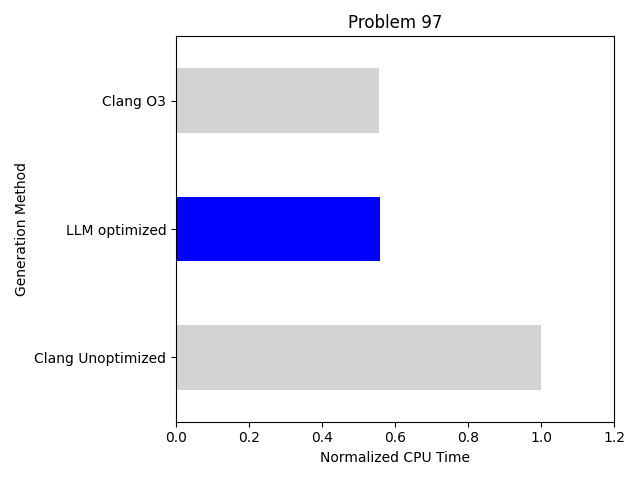 Problem 97
Generation Method
Clang O3
LLM optimized
Clang Unoptimized
0.0 0.2 0.4 0.6 0.8 1.0 1.2
Normalized CPU Time